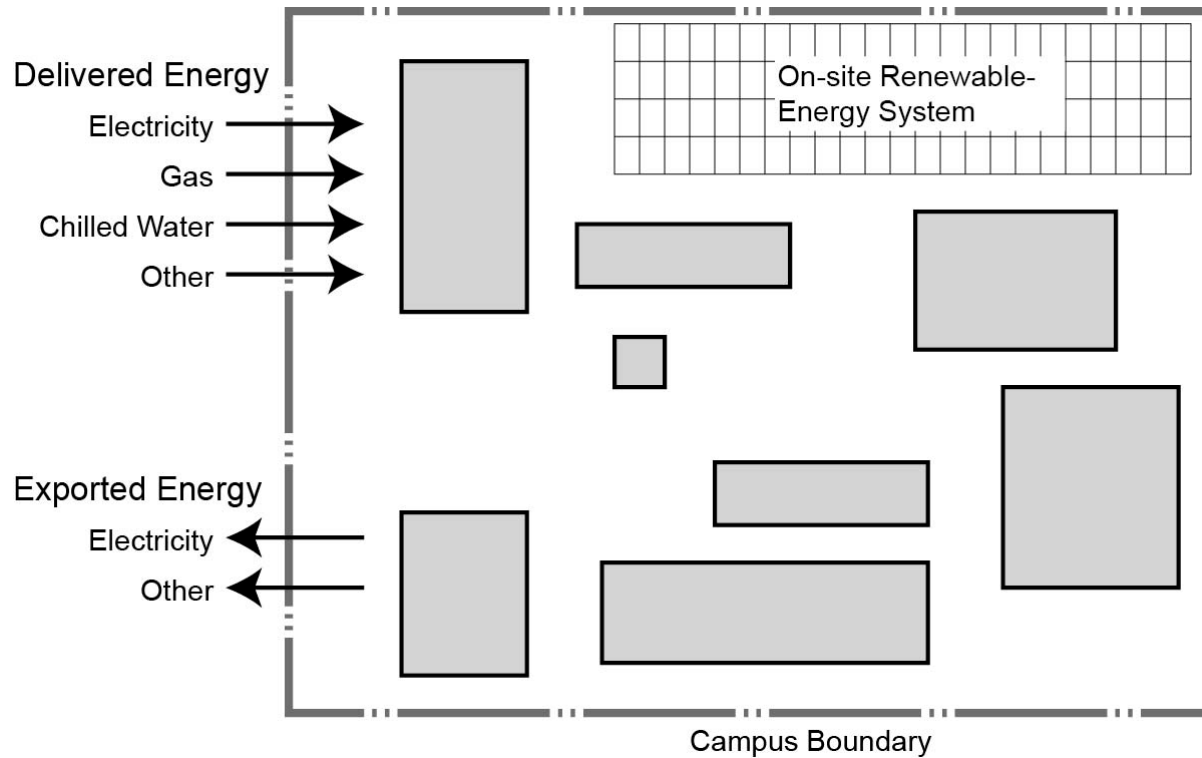 On-site Renewable-
Energy System
Delivered Energy
Electricity
Gas
Chilled Water
Other
Exported Energy
Electricity
Other
Campus Boundary